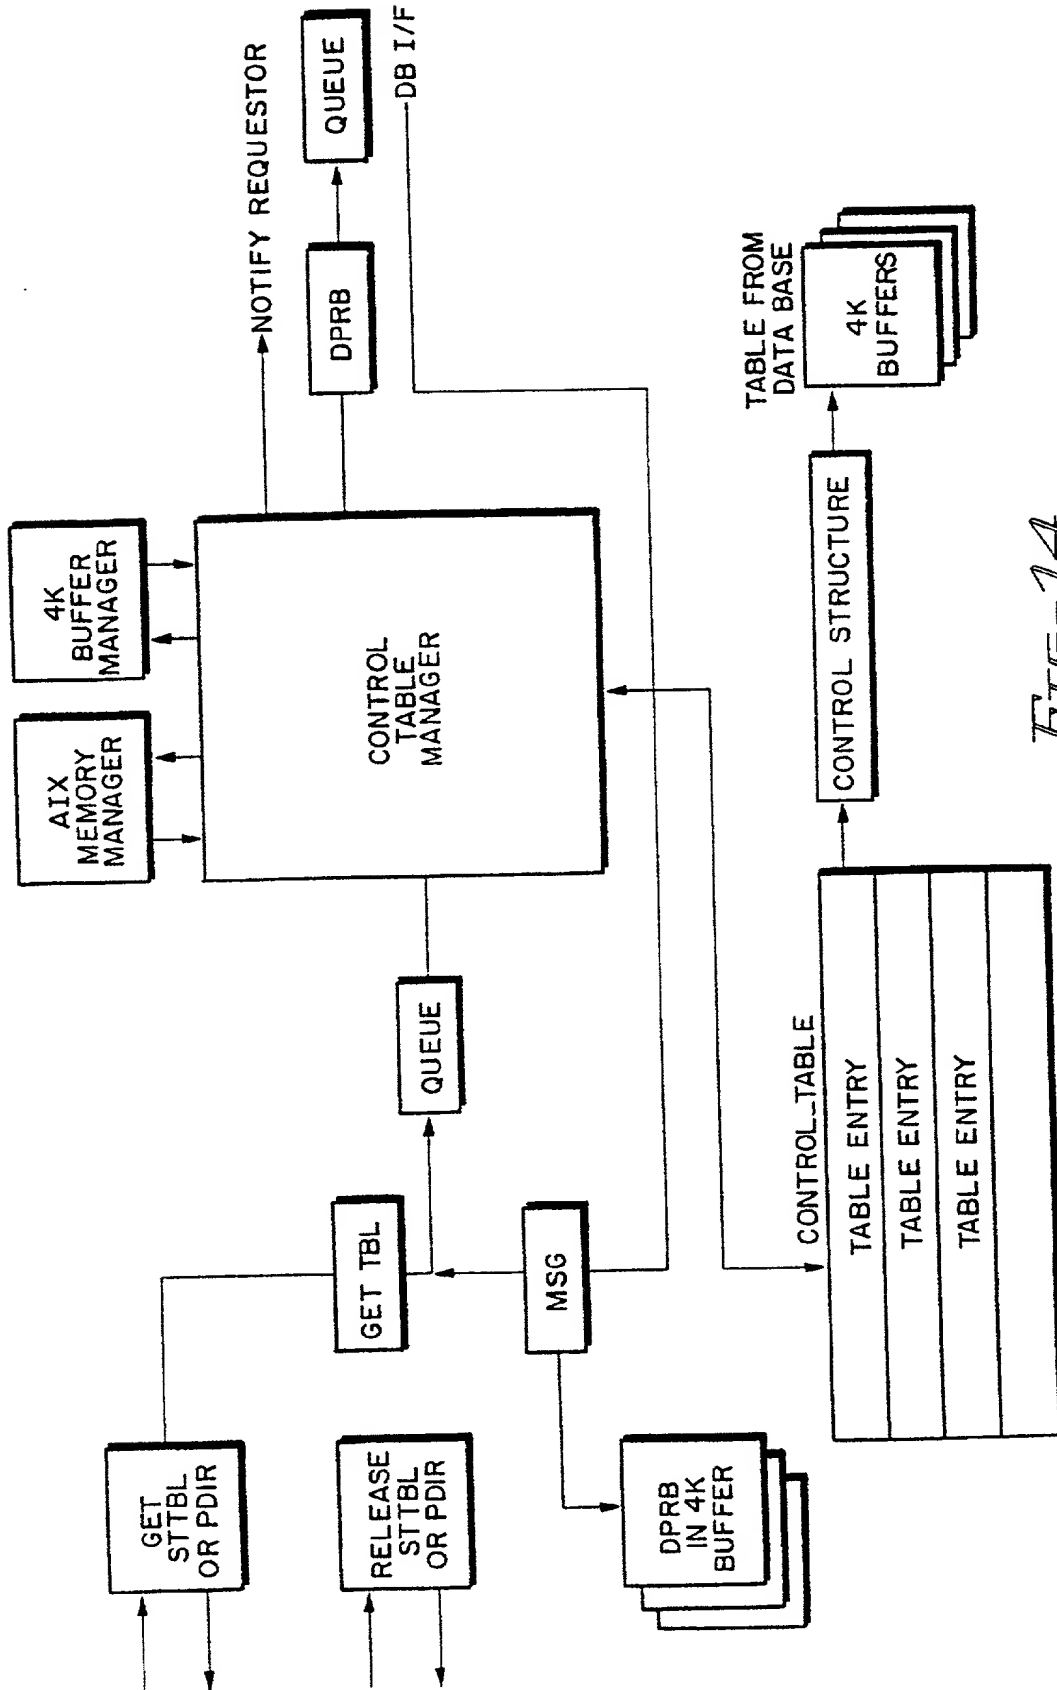 AIX
MEMORY
MANAGER
4K
BUFFER
MANAGER
NOTIFY REQUESTOR
GET
STTBL
OR PDIR
GET TBL
QUEUE
CONTROL
TABLE
MANAGER
DPRB
QUEUE
DB I/F
RELEASE
STTBL
OR PDIR
MSG
DPRB
IN 4K
BUFFER
CONTROL_TABLE
TABLE ENTRY
TABLE ENTRY
TABLE ENTRY
CONTROL STRUCTURE
TABLE FROM
DATA BASE
4K
BUFFERS